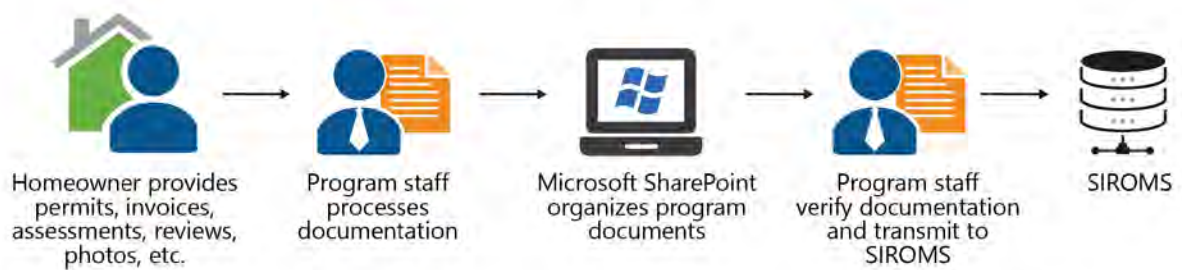 Homeowner provides
permits, invoices,
assessments, reviews,
photos, etc.
Program staff
processes
documentation
Microsoft SharePoint
organizes program
documents
Program staff
verify documentation
and transmit to
SIROMS
SIROMS